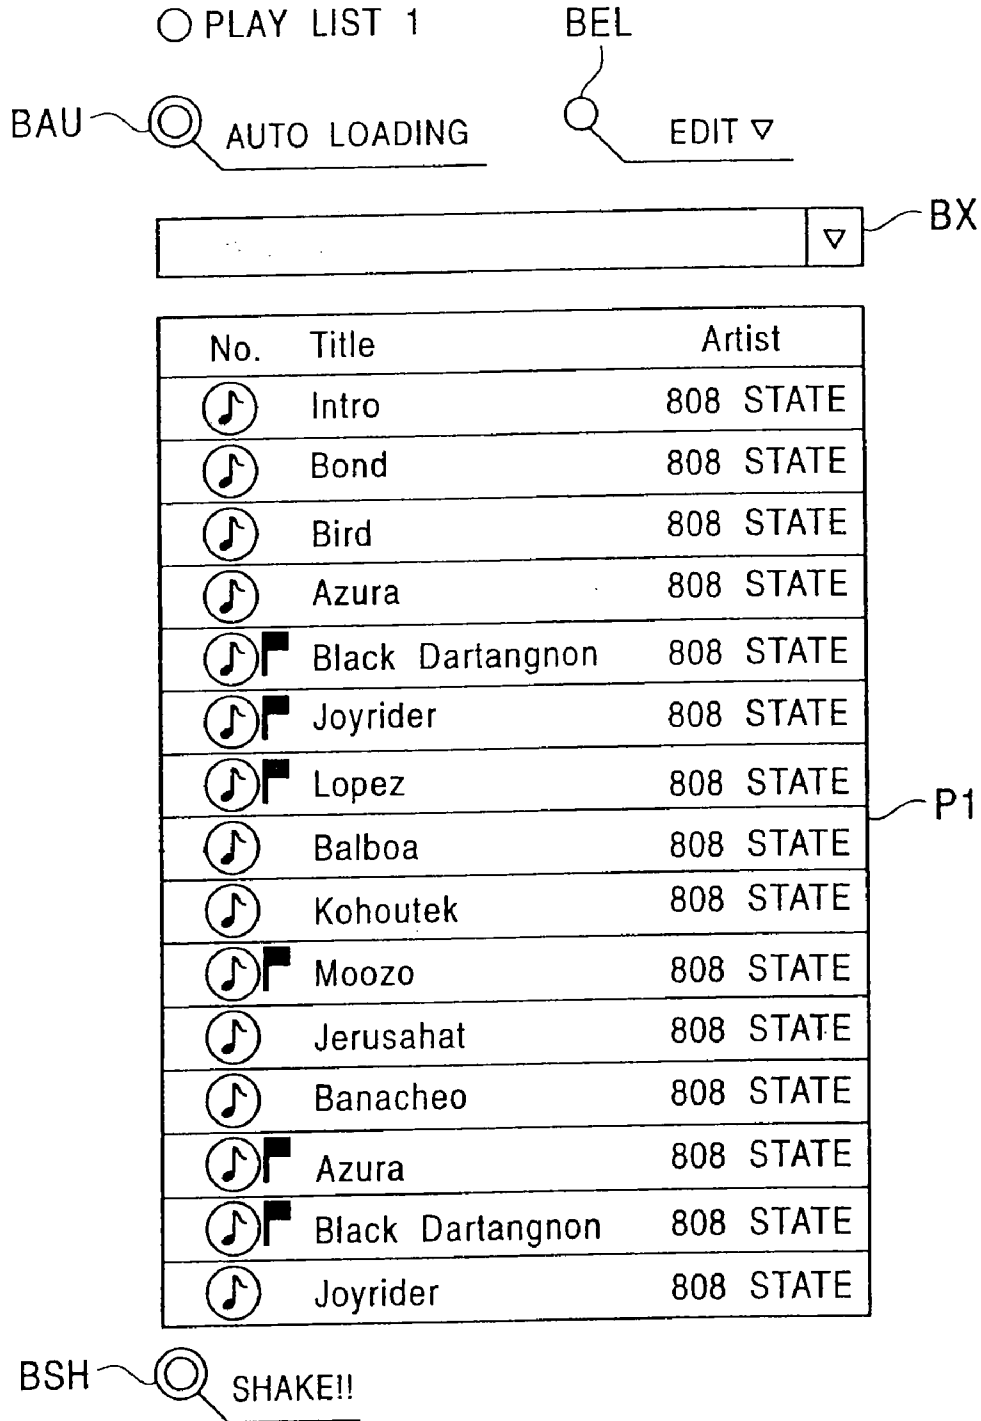 PLAY LIST 1
BEL
BAU
AUTO LOADING
EDIT ▽
BX
▽
No. Title Artist
Intro 808 STATE
Bond 808 STATE
Bird 808 STATE
Azura 808 STATE
Black Dartangnon 808 STATE
Joyrider 808 STATE
Lopez 808 STATE
P1
Balboa 808 STATE
Kohoutek 808 STATE
Moozo 808 STATE
Jerusahat 808 STATE
Banacheo 808 STATE
Azura 808 STATE
Black Dartangnon 808 STATE
Joyrider 808 STATE
BSH
SHAKE!!